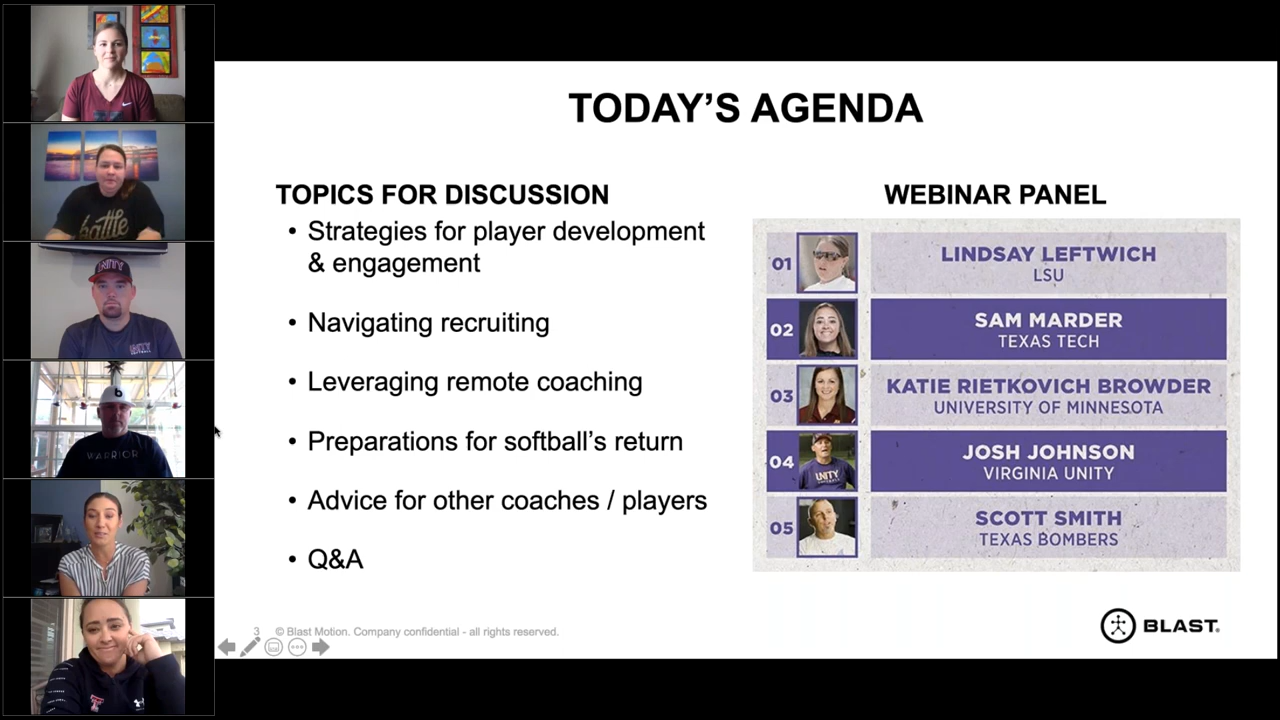 TODAY'S AGENDA
TOPICS FOR DISCUSSION
• Strategies for player development
& engagement
• Navigating recruiting
• Leveraging remote coaching
• Preparations for softball's return
• Advice for other coaches / players
• Q&A
WEBINAR PANEL
01
LINDSAY LEFTWICH
LSU
02
SAM MARDER
TEXAS TECH
03
KATIE RIETKOVICH BROWDER
UNIVERSITY OF MINNESOTA
04
JOSH JOHNSON
VIRGINIA UNITY
05
SCOTT SMITH
TEXAS BOMBERS
UNITY
3 © Blast Motion. Company confidential - all rights reserved.
BLAST
battle
WARRIOR